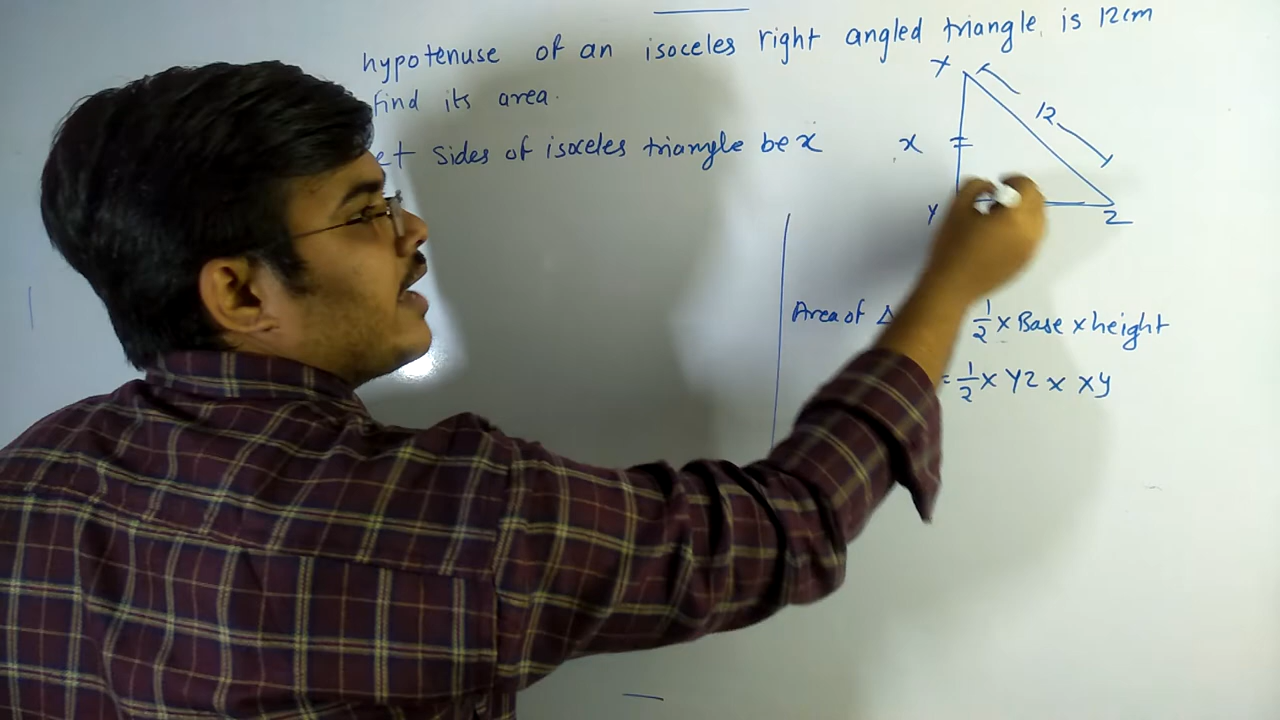 hypotenuse of an isoceles right angled triangle. is 12cm
find its area.
et sides of isoceles triangle be x
X
12
x
Y
Z
Area of Δ
1/2 x Base x height
= 1/2 x YZ x XY